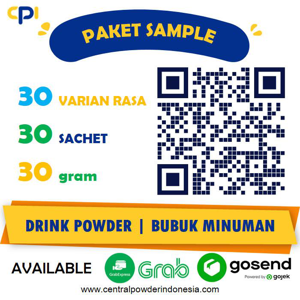 CPI
PAKET SAMPLE
30 VARIAN RASA
30 SACHET
30 gram
DRINK POWDER | BUBUK MINUMAN
AVAILABLE
GrabExpress
Grab
gosend
Powered by gojek
www.centralpowderindonesia.com